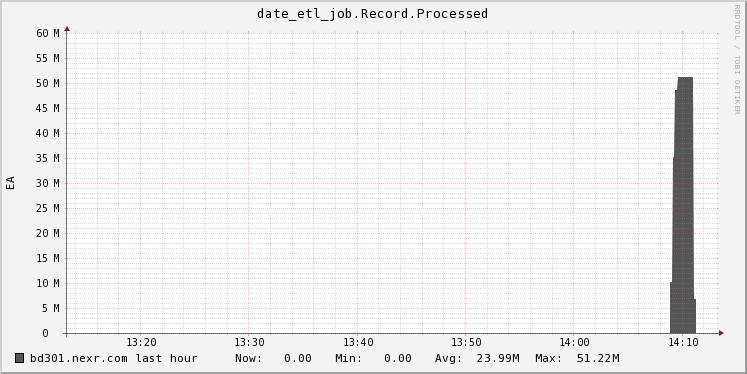 date_etl_job.Record.Processed
RRDTOOL / TOBI OETIKER
EA
60 M
55 M
50 M
45 M
40 M
35 M
30 M
25 M
20 M
15 M
10 M
5 M
0
13:20 13:30 13:40 13:50 14:00 14:10
bd301.nexr.com last hour Now: 0.00 Min: 0.00 Avg: 23.99M Max: 51.22M